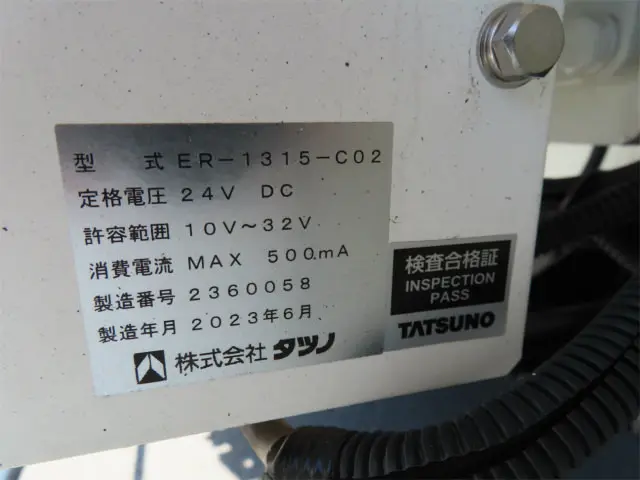 型 式 ER-1315-C02
定格電圧 24V DC
許容範囲 10V～32V
消費電流 MAX 500mA
製造番号 2360058
製造年月 2023年6月
株式会社 タツノ
検査合格証
INSPECTION
PASS
TATSUNO